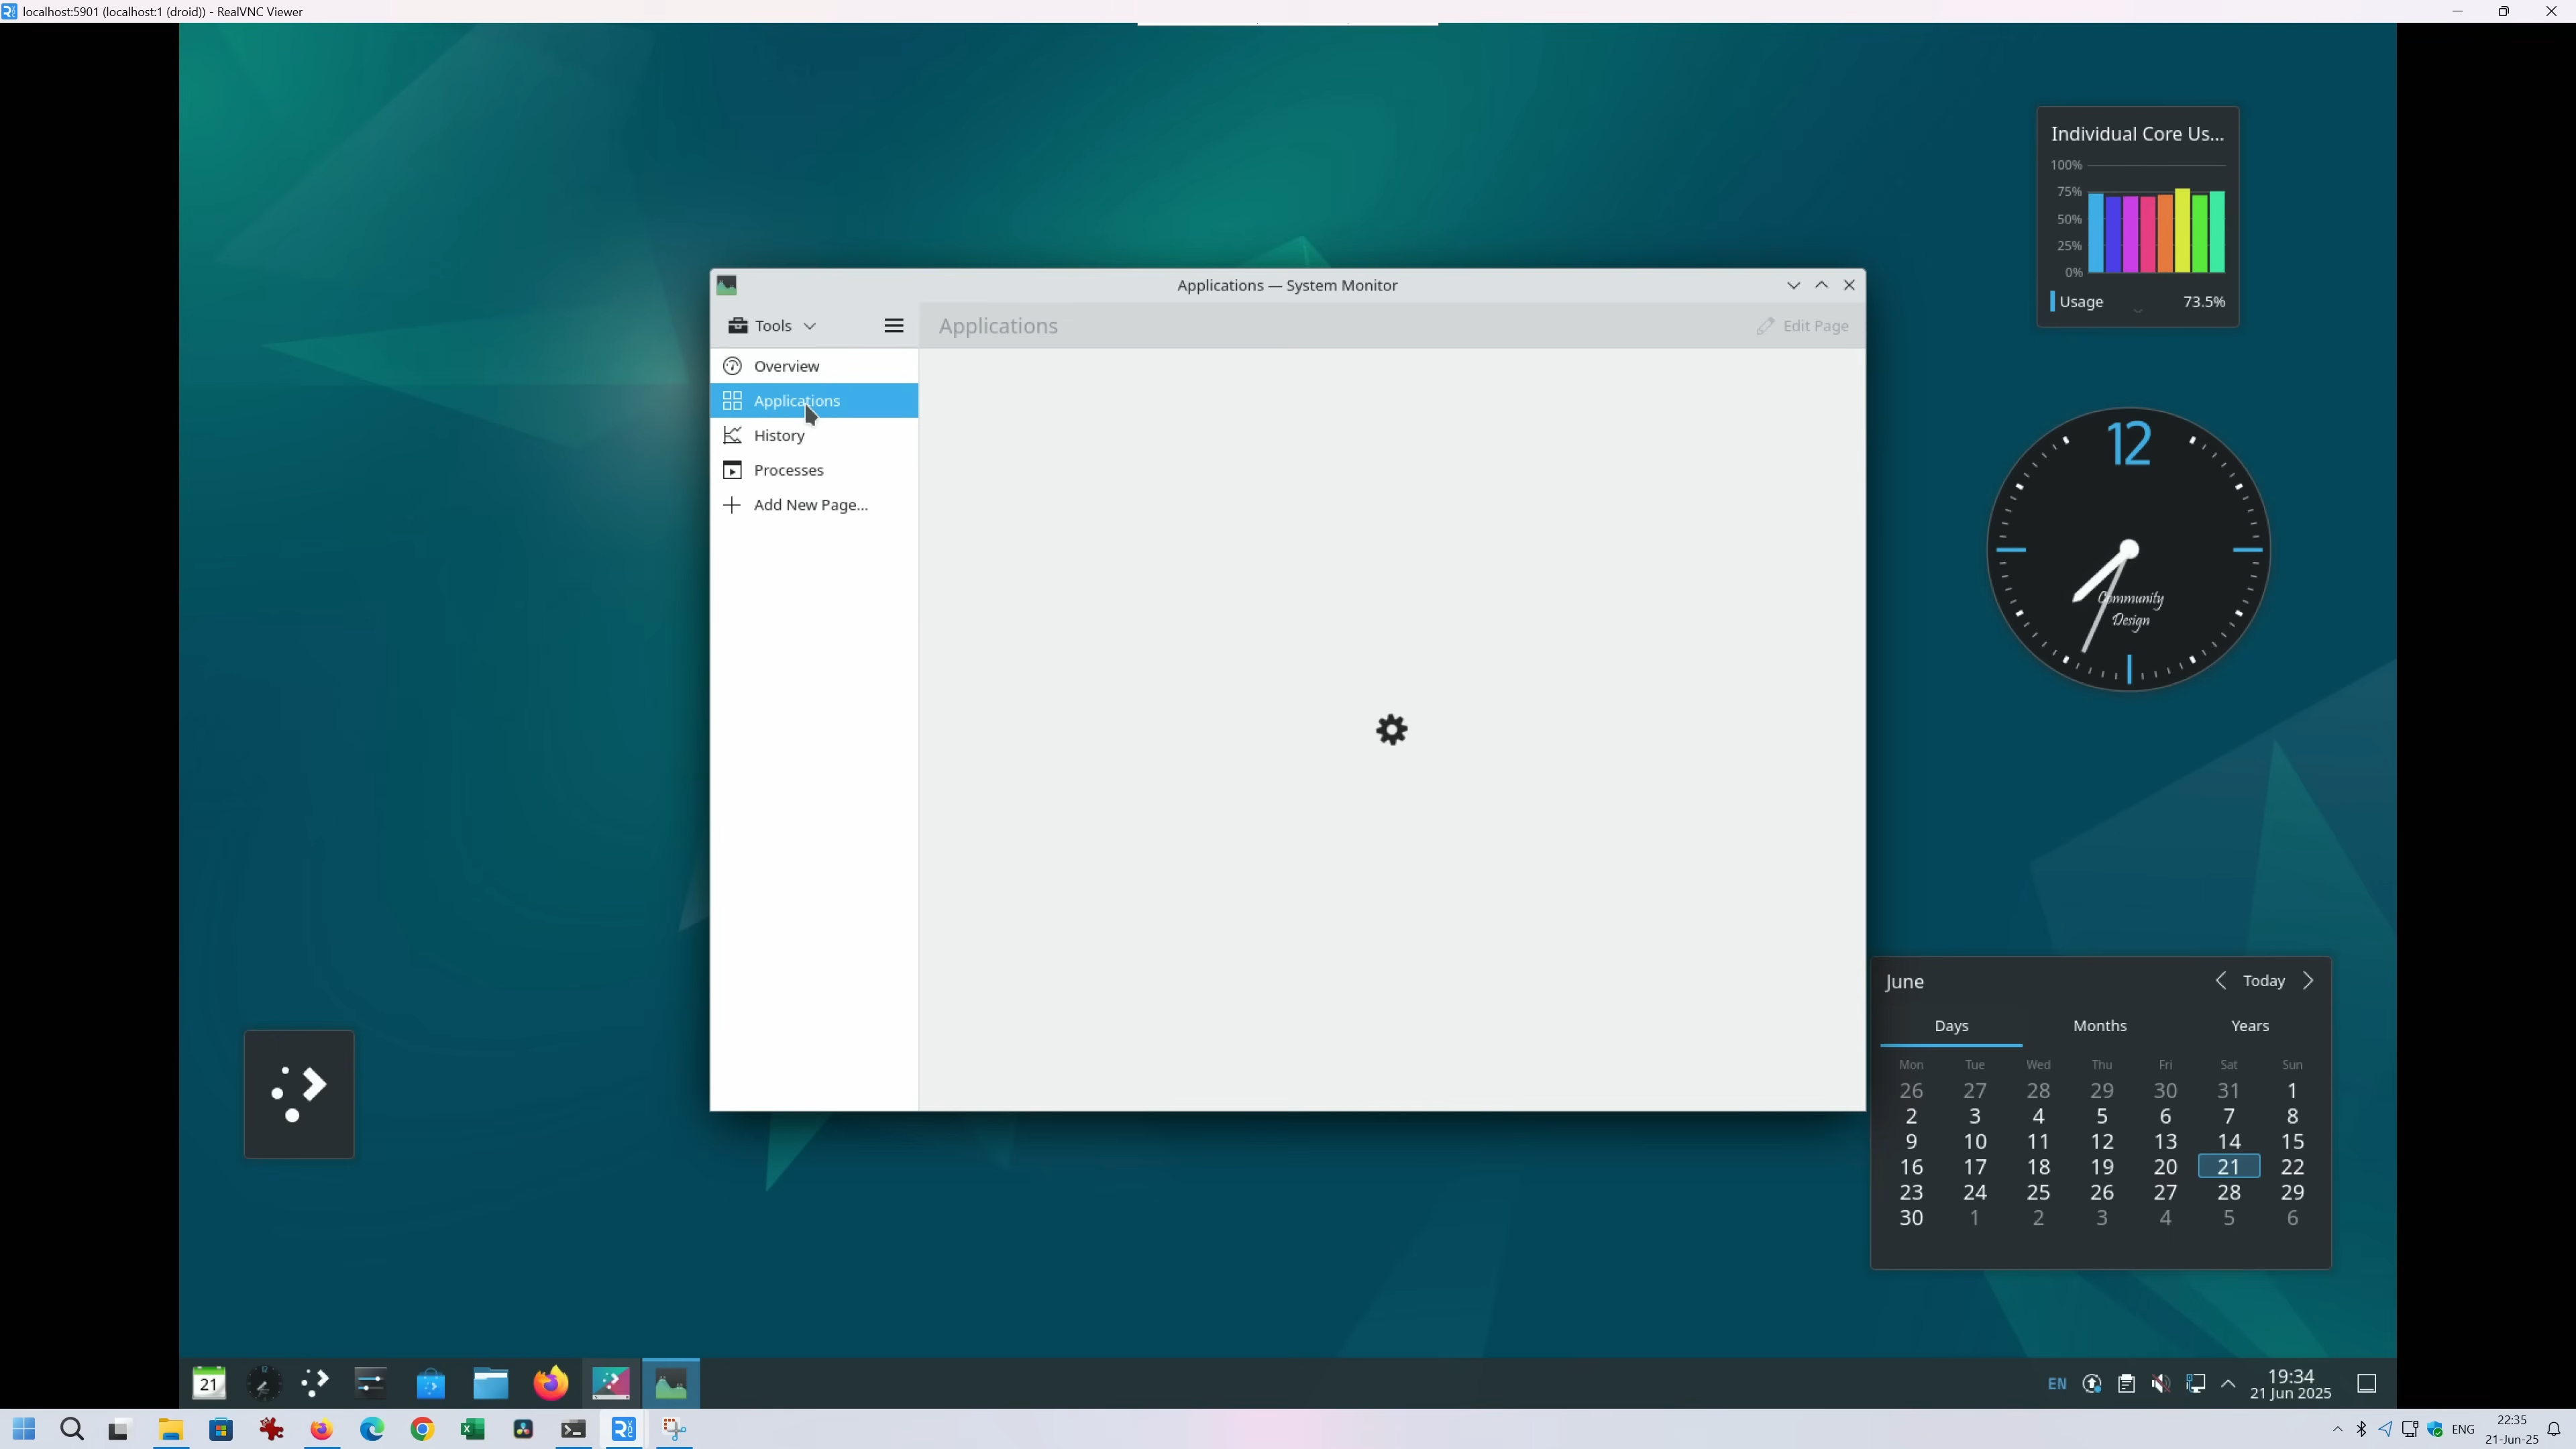 localhost:5901 (localhost:1 (droid)) - RealVNC Viewer
Individual Core Us...
100%
75%
50%
25%
0%
Usage 73.5%
Applications — System Monitor
Tools
Applications
Edit Page
Overview
Applications
History
Processes
Add New Page...
12
Community
Design
June
Today
Days Months Years
Mon Tue Wed Thu Fri Sat Sun
26 27 28 29 30 31 1
2 3 4 5 6 7 8
9 10 11 12 13 14 15
16 17 18 19 20 21 22
23 24 25 26 27 28 29
30 1 2 3 4 5 6
21
EN
19:34
21 Jun 2025
ENG
22:35
21-Jun-25